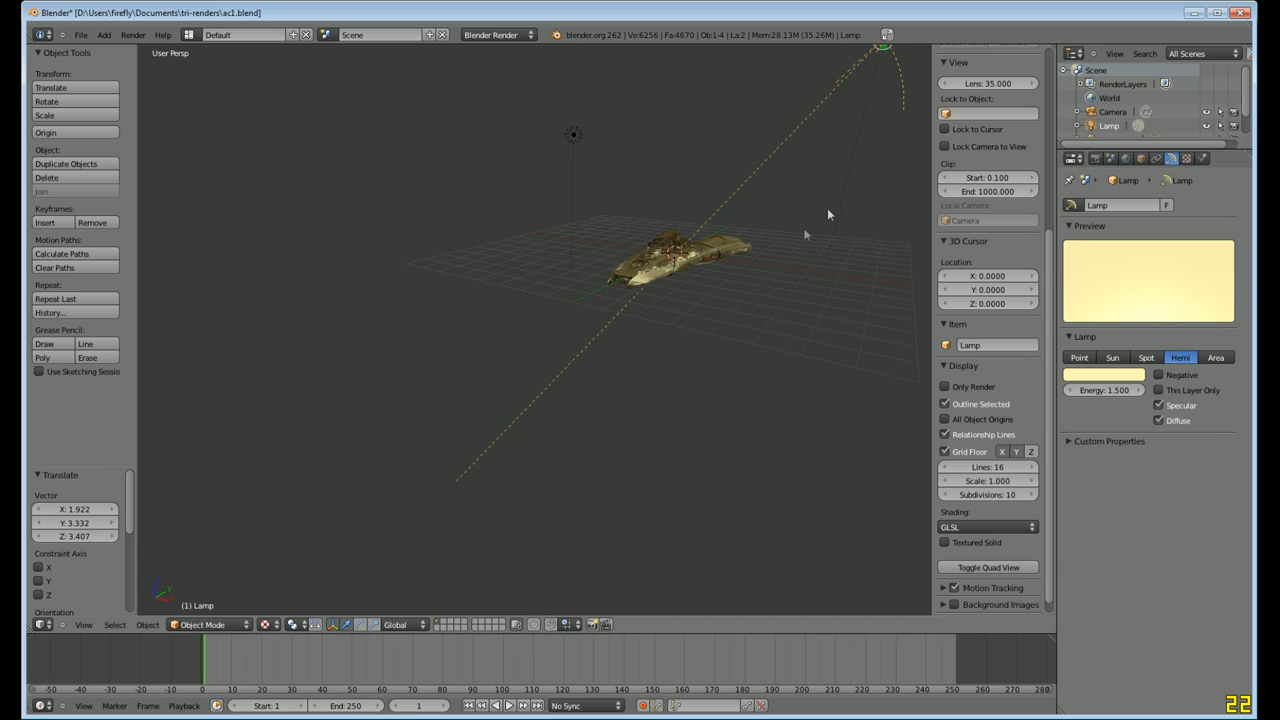 Blender* [D:\Users\firefly\Documents\tri-renders\ac1.blend]
File Add Render Help Default Scene Blender Render blender.org 262 | Ve:6256 | Fa:4670 | Ob:1-4 | La:2 | Mem:28.13M (35.26M) | Lamp
Object Tools
Transform:
Translate
Rotate
Scale
Origin
Object:
Duplicate Objects
Delete
Join
Keyframes:
Insert Remove
Motion Paths:
Calculate Paths
Clear Paths
Repeat:
Repeat Last
History...
Grease Pencil:
Draw Line
Poly Erase
Use Sketching Sessio
Translate
Vector
X: 1.922
Y: 3.332
Z: 3.407
Constraint Axis
X
Y
Z
Orientation
User Persp
(1) Lamp
View
Lens: 35.000
Lock to Object:
Lock to Cursor
Lock Camera to View
Clip:
Start: 0.100
End: 1000.000
Local Camera:
Camera
3D Cursor
Location:
X: 0.0000
Y: 0.0000
Z: 0.0000
Item
Lamp
Display
Only Render
Outline Selected
All Object Origins
Relationship Lines
Grid Floor X Y Z
Lines: 16
Scale: 1.000
Subdivisions: 10
Shading:
GLSL
Textured Solid
Toggle Quad View
Motion Tracking
Background Images
View Search All Scenes
Scene
RenderLayers
World
Camera
Lamp
Lamp Lamp
Lamp F
Preview
Lamp
Point Sun Spot Hemi Area
Negative
Energy: 1.500 This Layer Only
Specular
Diffuse
Custom Properties
View Select Object Object Mode Global
-50 -40 -30 -20 -10 0 10 20 30 40 50 60 70 80 90 100 110 120 130 140 150 160 170 180 190 200 210 220 230 240 250 260 270 280
View Marker Frame Playback Start: 1 End: 250 1 No Sync
22